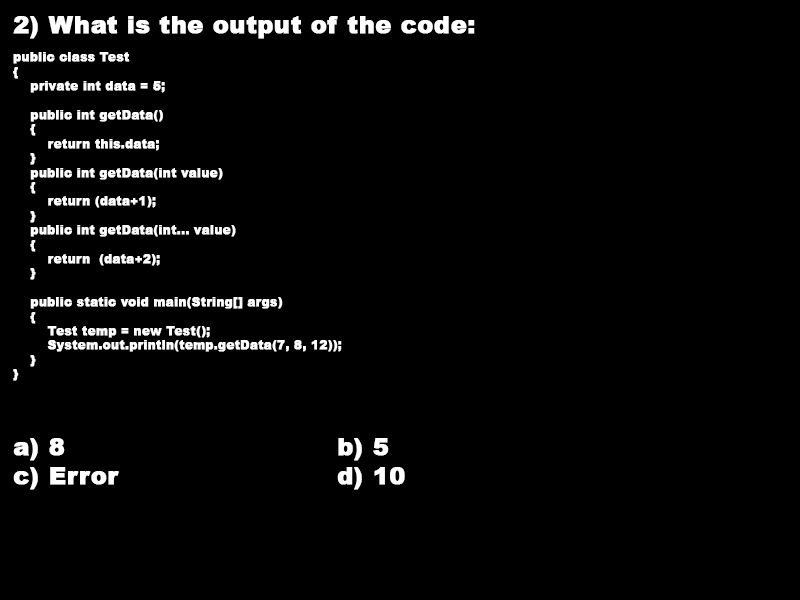 2) What is the output of the code:
public class Test
{
private int data = 5;
public int getData()
{
return this.data;
}
public int getData(int value)
{
return (data+1);
}
public int getData(int... value)
{
return  (data+2);
}
public static void main(String[] args)
{
Test temp = new Test();
System.out.println(temp.getData(7, 8, 12));
}
}
a) 8 b) 5
c) Error d) 10